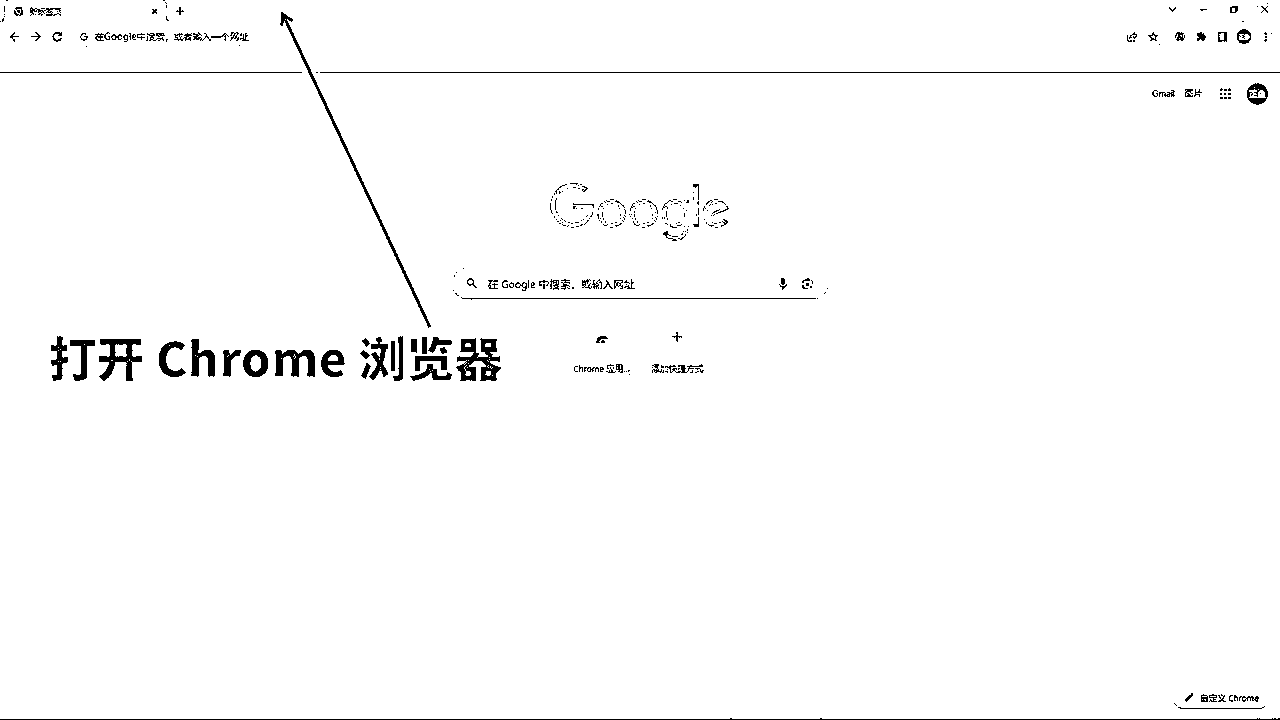 新标签页
在Google中搜索，或者输入一个网址
Gmail 图片
Google
在 Google 中搜索，或输入网址
打开 Chrome 浏览器
Chrome 应用...
添加快捷方式
自定义 Chrome